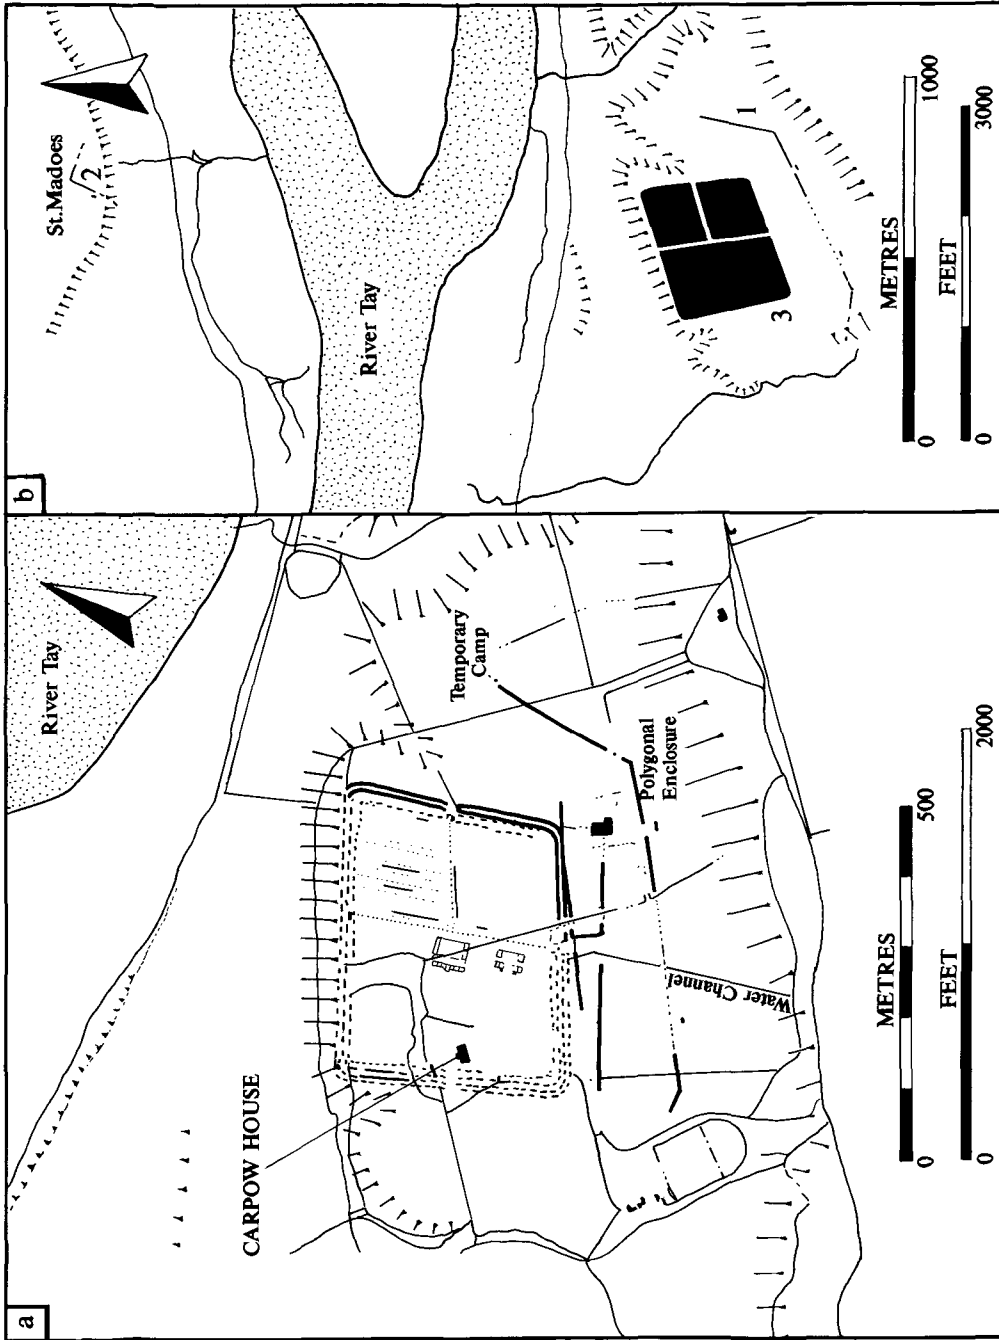 a
River Tay
CARPOW HOUSE
Temporary
Camp
Polygonal
Enclosure
Water Channel
METRES
0 500
FEET
0 2000
b
St.Madoes
2
River Tay
1
3
METRES
0 1000
FEET
0 3000